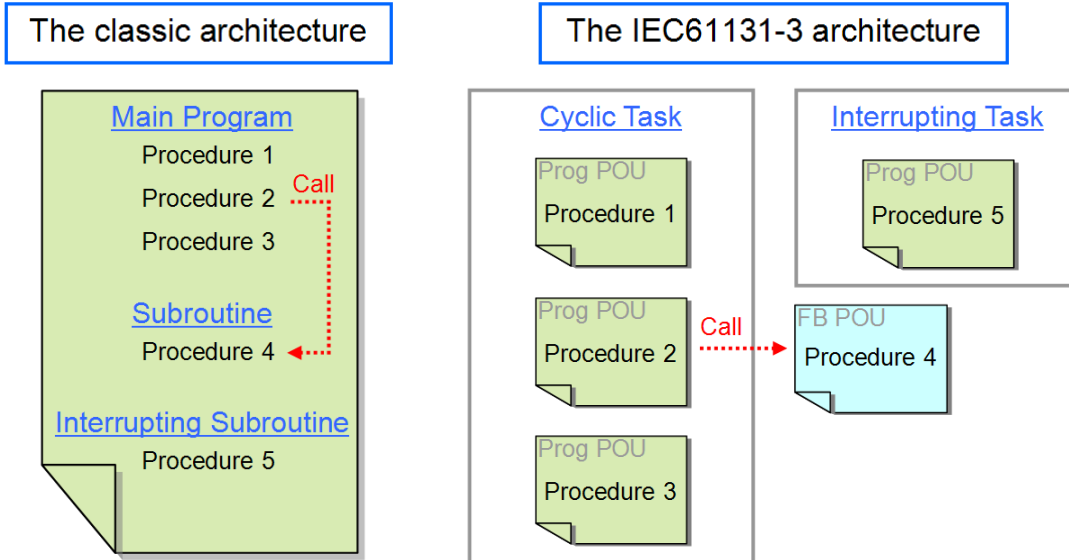 The classic architecture
Main Program
Procedure 1
Procedure 2
Call
Procedure 3
Subroutine
Procedure 4
Interrupting Subroutine
Procedure 5
The IEC61131-3 architecture
Cyclic Task
Prog POU
Procedure 1
Prog POU
Procedure 2
Call
Prog POU
Procedure 3
Interrupting Task
Prog POU
Procedure 5
FB POU
Procedure 4